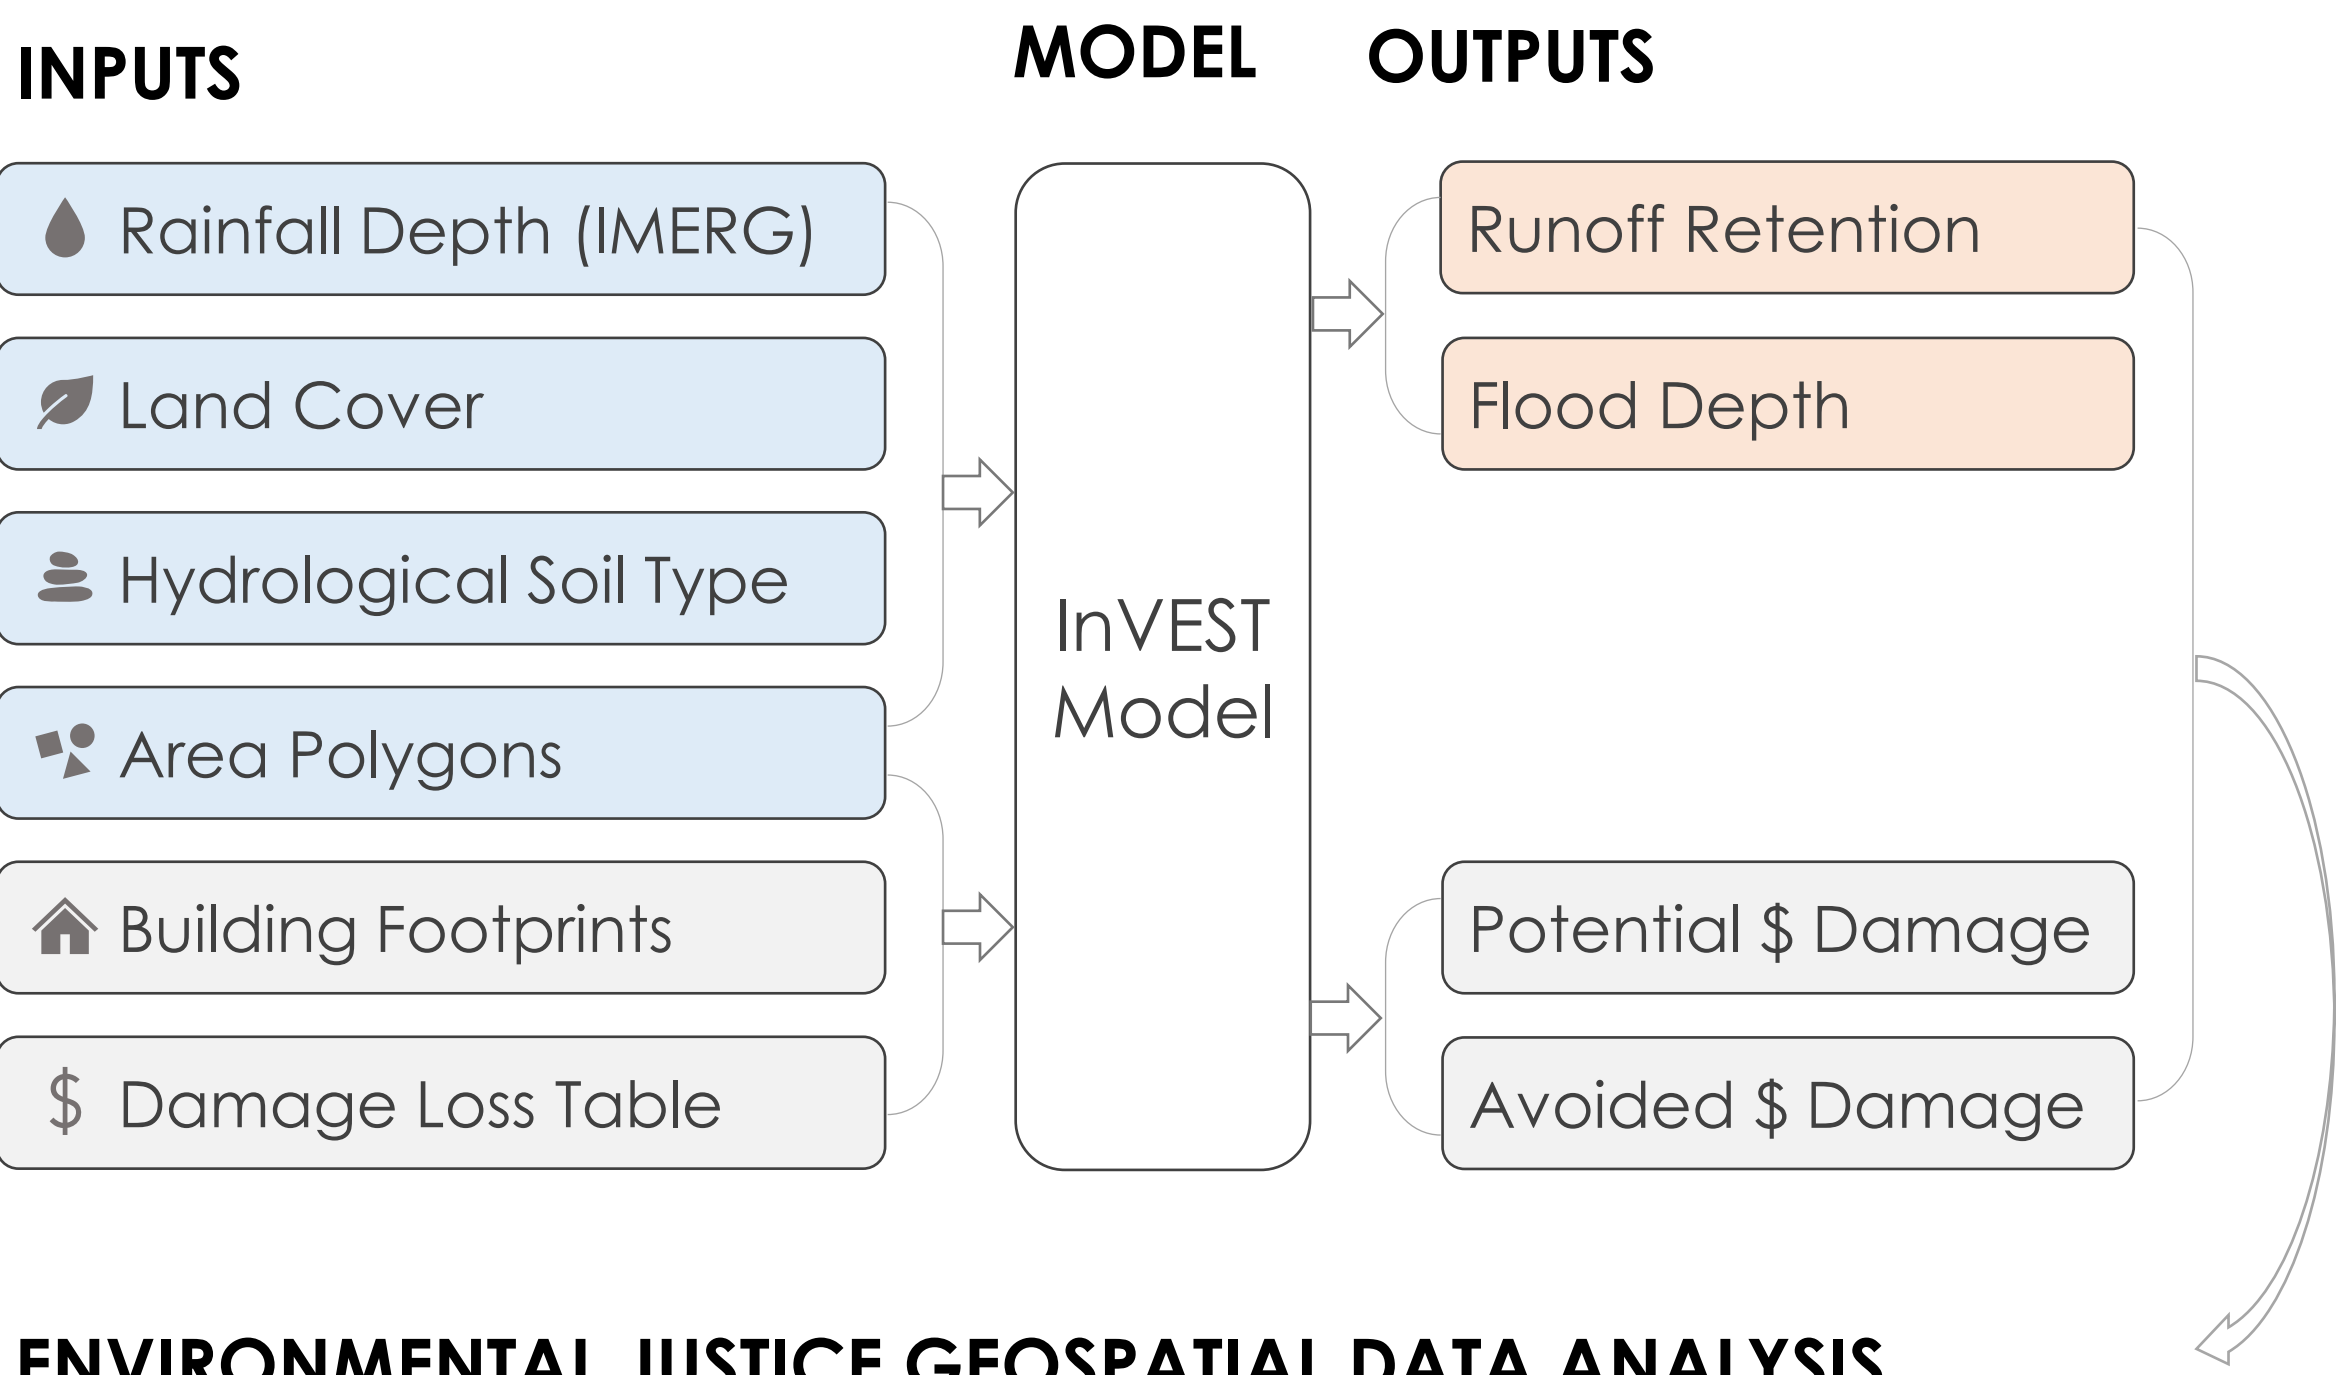 INPUTS
MODEL
OUTPUTS
Rainfall Depth (IMERG)
Land Cover
Hydrological Soil Type
Area Polygons
Building Footprints
$ Damage Loss Table
InVEST
Model
Runoff Retention
Flood Depth
Potential $ Damage
Avoided $ Damage
ENVIRONMENTAL JUSTICE GEOSPATIAL DATA ANALYSIS